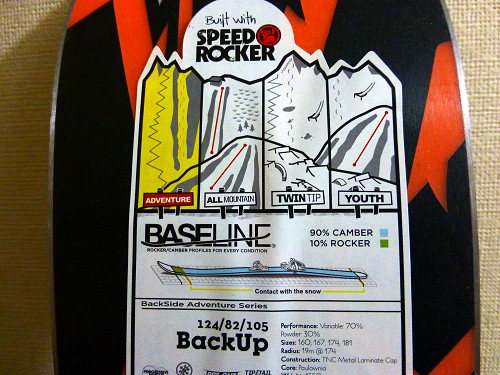 Built with
SPEED
ROCKER
ADVENTURE
ALL MOUNTAIN
TWINTIP
YOUTH
BASELINE®
ROCKER/CAMBER PROFILES FOR EVERY CONDITION
90% CAMBER
10% ROCKER
Contact with the snow
BackSide Adventure Series
124/82/105
BackUp
Performance: Variable: 70%
Powder: 30%
Sizes: 160, 167, 174, 181
Radius: 19m @ 174
Construction: TNC Metal Laminate Cap
Core: Paulownia
TIP&TAIL